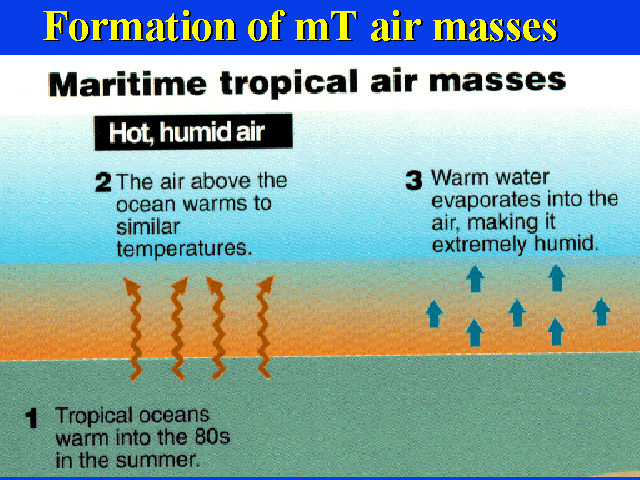 Formation of mT air masses
Maritime tropical air masses
Hot, humid air
2 The air above the
ocean warms to
similar
temperatures.
3 Warm water
evaporates into the
air, making it
extremely humid.
1 Tropical oceans
warm into the 80s
in the summer.